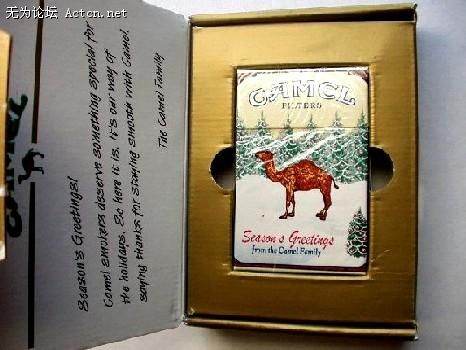 无为论坛 Actcn.net
CAMEL
Season's Greetings!
Camel smokers deserve something special for
the holidays. So here it is. It's our way of
saying thanks for staying smooth with Camel.
The Camel Family
CAMEL
FILTERS
Season's Greetings
from the Camel Family